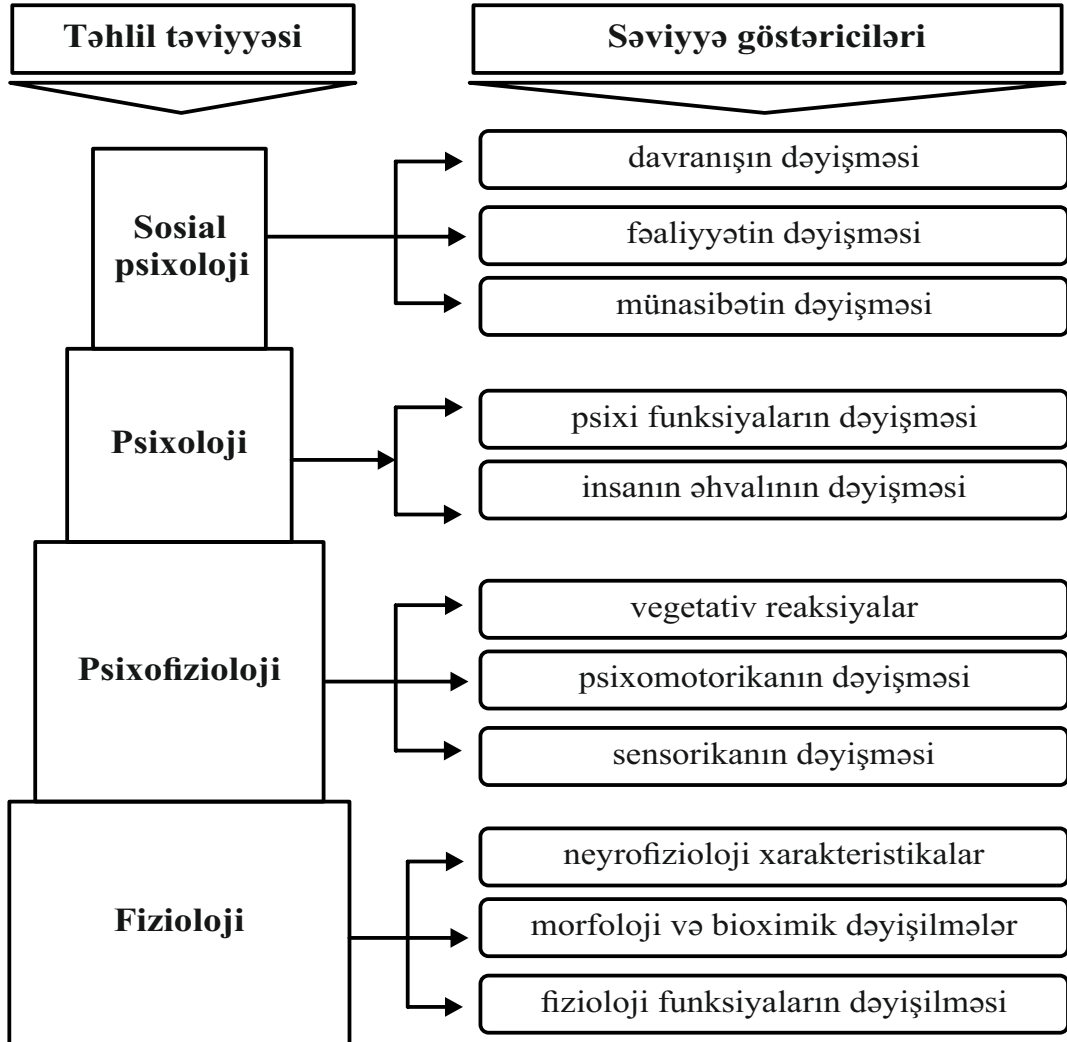 Təhlil təviyyəsi
Səviyyə göstəriciləri
Sosial
psixoloji
davranışın dəyişməsi
fəaliyyətin dəyişməsi
münasibətin dəyişməsi
Psixoloji
psixi funksiyaların dəyişməsi
insanın əhvalının dəyişməsi
Psixofizioloji
vegetativ reaksiyalar
psixomotorikanın dəyişməsi
sensorikanın dəyişməsi
Fizioloji
neyrofizioloji xarakteristikalar
morfoloji və bioximik dəyişilmələr
fizioloji funksiyaların dəyişilməsi